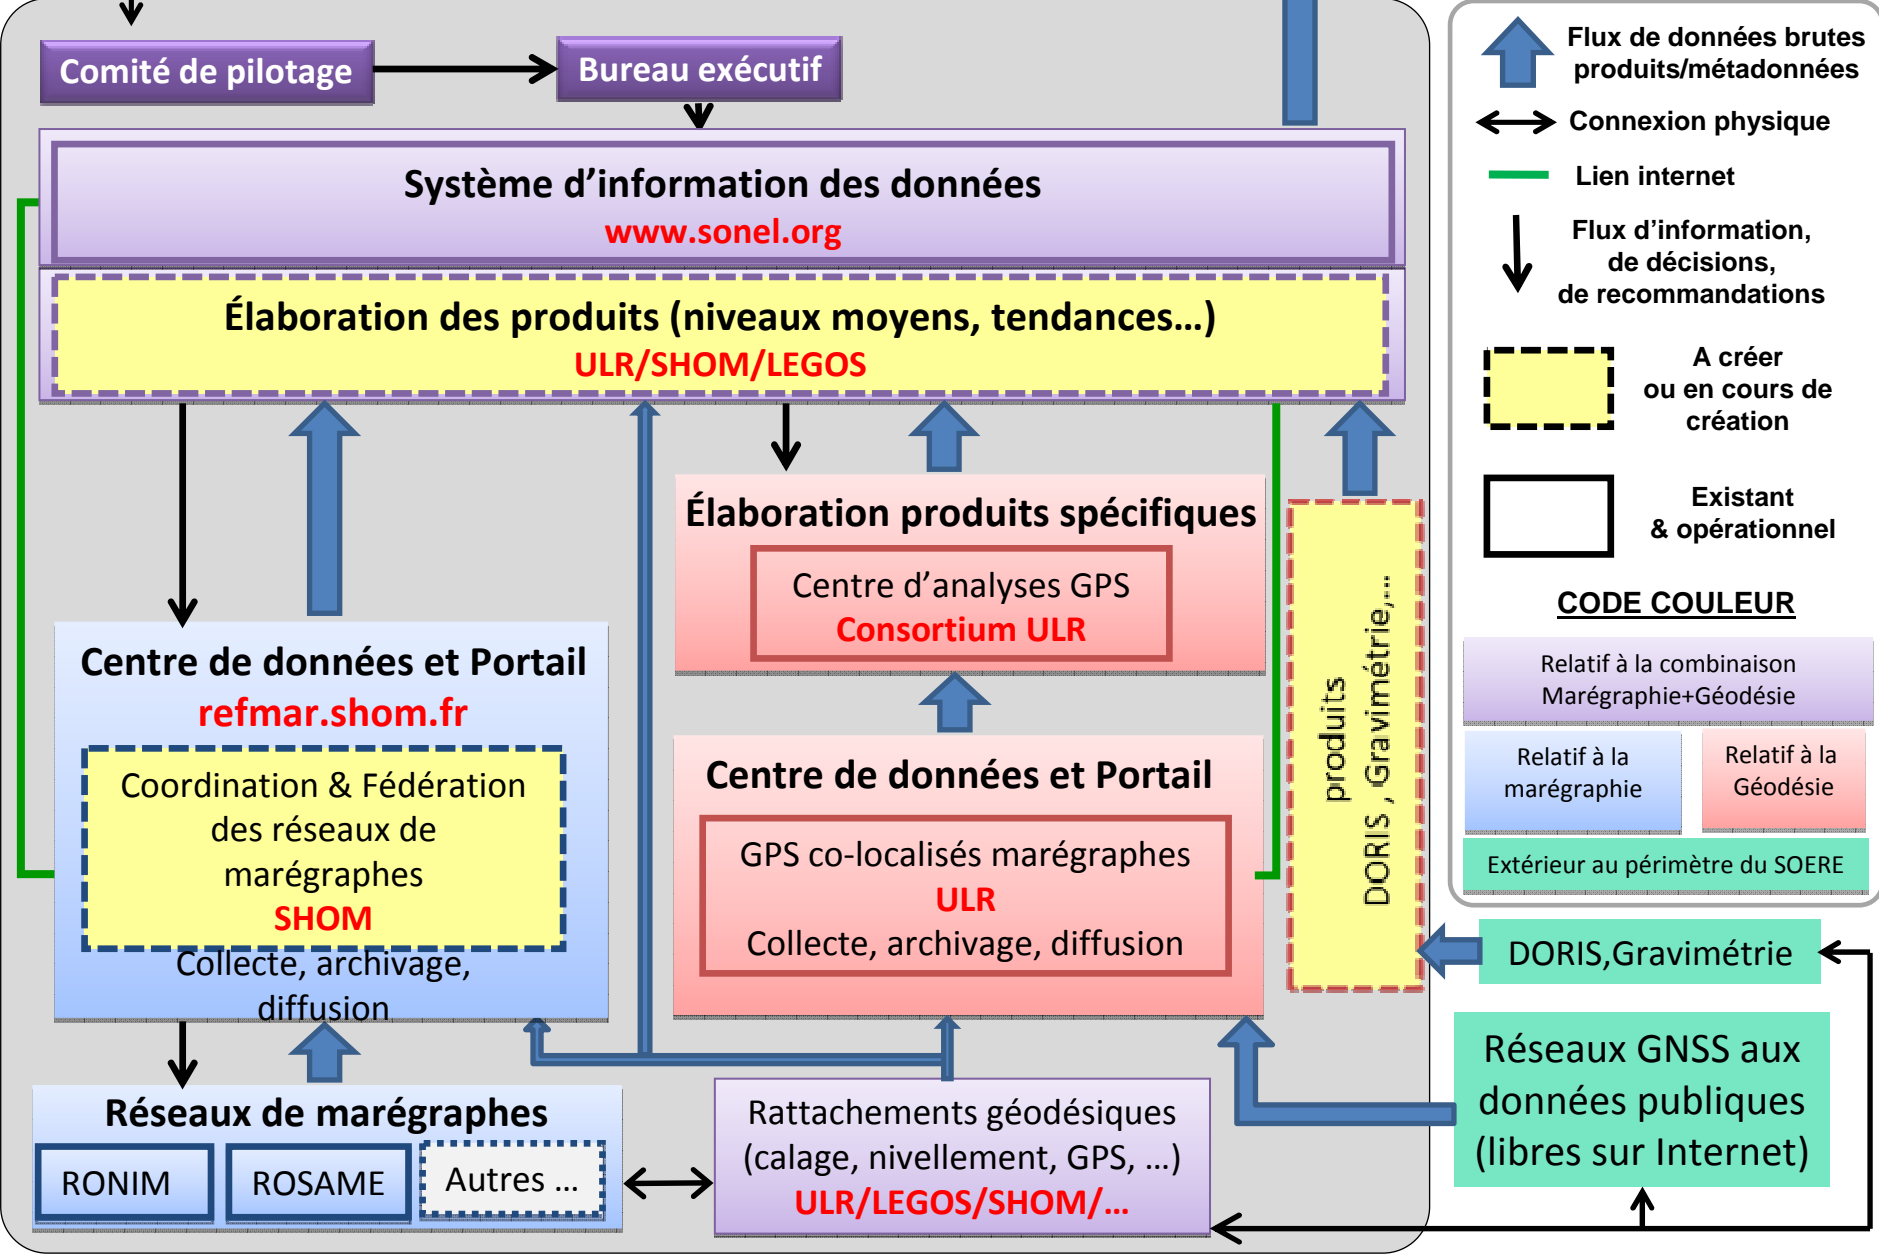 Comité de pilotage
Bureau exécutif
Système d’information des données
www.sonel.org
Élaboration des produits (niveaux moyens, tendances…)
ULR/SHOM/LEGOS
Élaboration produits spécifiques
Centre d’analyses GPS
Consortium ULR
Centre de données et Portail
refmar.shom.fr
Coordination & Fédération
des réseaux de
marégraphes
SHOM
Collecte, archivage,
diffusion
Centre de données et Portail
GPS co-localisés marégraphes
ULR
Collecte, archivage, diffusion
produits
DORIS , Gravimétrie,...
Réseaux de marégraphes
RONIM
ROSAME
Autres …
Rattachements géodésiques
(calage, nivellement, GPS, …)
ULR/LEGOS/SHOM/…
Flux de données brutes
produits/métadonnées
Connexion physique
Lien internet
Flux d’information,
de décisions,
de recommandations
A créer
ou en cours de
création
Existant
& opérationnel
CODE COULEUR
Relatif à la combinaison
Marégraphie+Géodésie
Relatif à la
marégraphie
Relatif à la
Géodésie
Extérieur au périmètre du SOERE
DORIS,Gravimétrie
Réseaux GNSS aux
données publiques
(libres sur Internet)